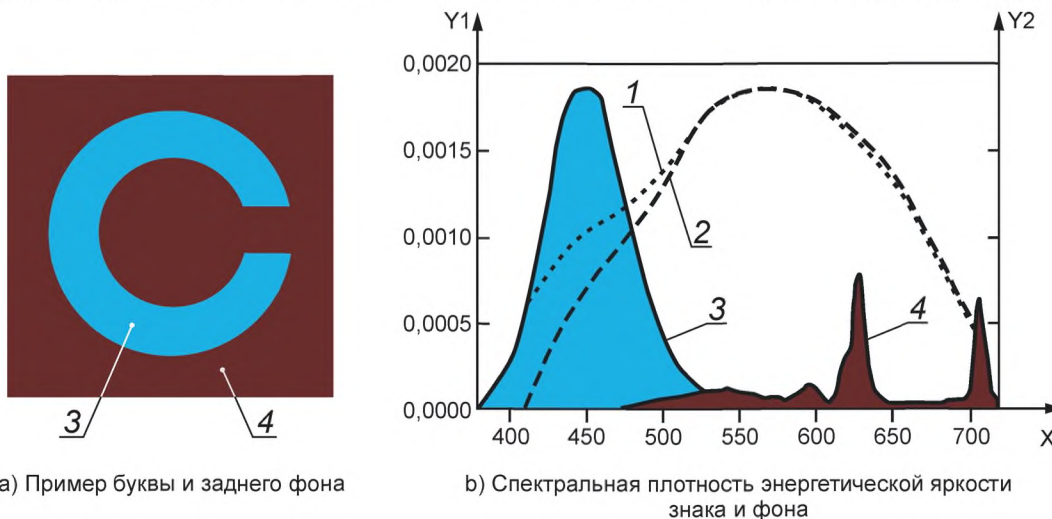 3
4
a) Пример буквы и заднего фона
Y1
Y2
0,0020
0,0015
0,0010
0,0005
0,0000
1
2
3
4
400 450 500 550 600 650 700 X
b) Спектральная плотность энергетической яркости
знака и фона